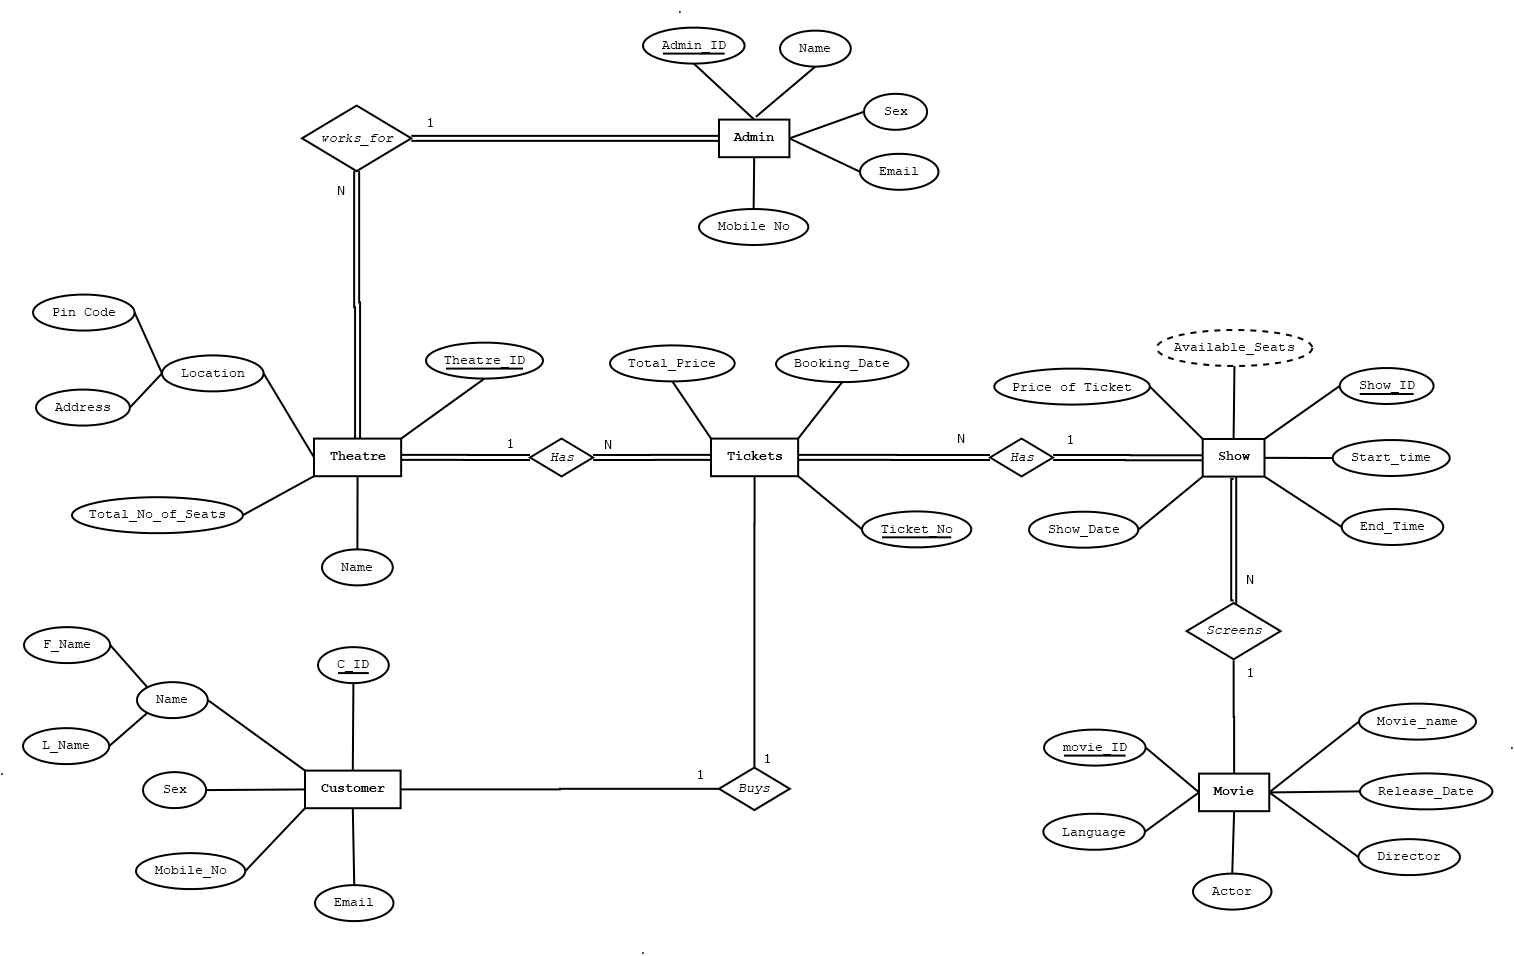 Admin_ID
Name
Sex
works_for
1
Admin
Email
N
Mobile No
Pin Code
Location
Address
Theatre_ID
Total_Price
Booking_Date
Available_Seats
Price of Ticket
Show_ID
Theatre
1
Has
N
Tickets
N
Has
1
Show
Start_time
Total_No_of_Seats
Ticket_No
Show_Date
End_Time
Name
N
Screens
1
F_Name
C_ID
Name
L_Name
Sex
Customer
1
1
Buys
Mobile_No
Email
movie_ID
Movie_name
Movie
Release_Date
Language
Director
Actor